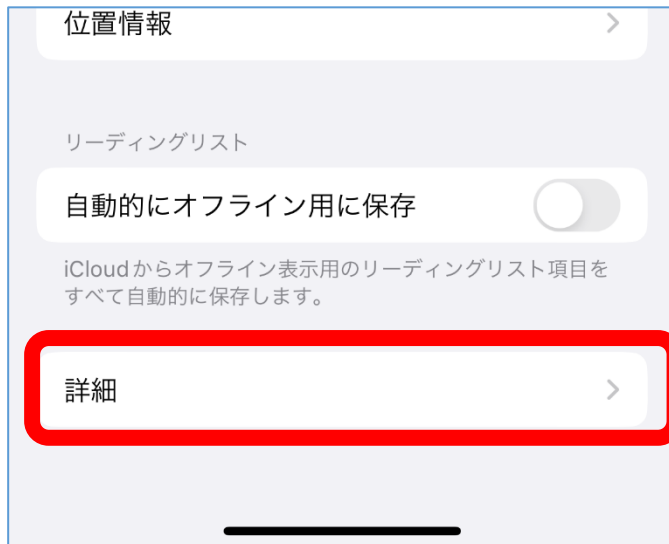 位置情報
リーディングリスト
自動的にオフライン用に保存
iCloudからオフライン表示用のリーディングリスト項目を
すべて自動的に保存します。
詳細